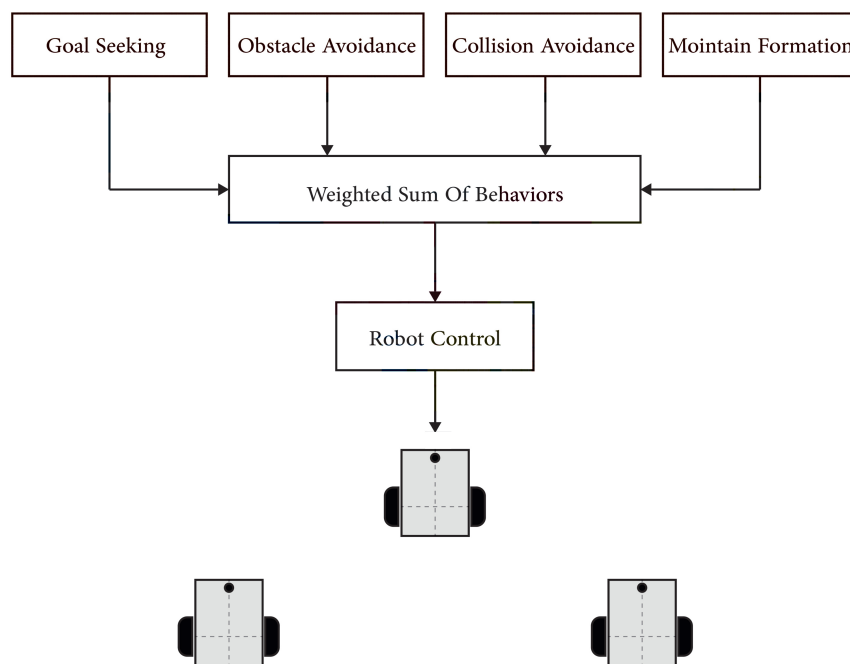 Goal Seeking
Obstacle Avoidance
Collision Avoidance
Mointain Formation
Weighted Sum Of Behaviors
Robot Control